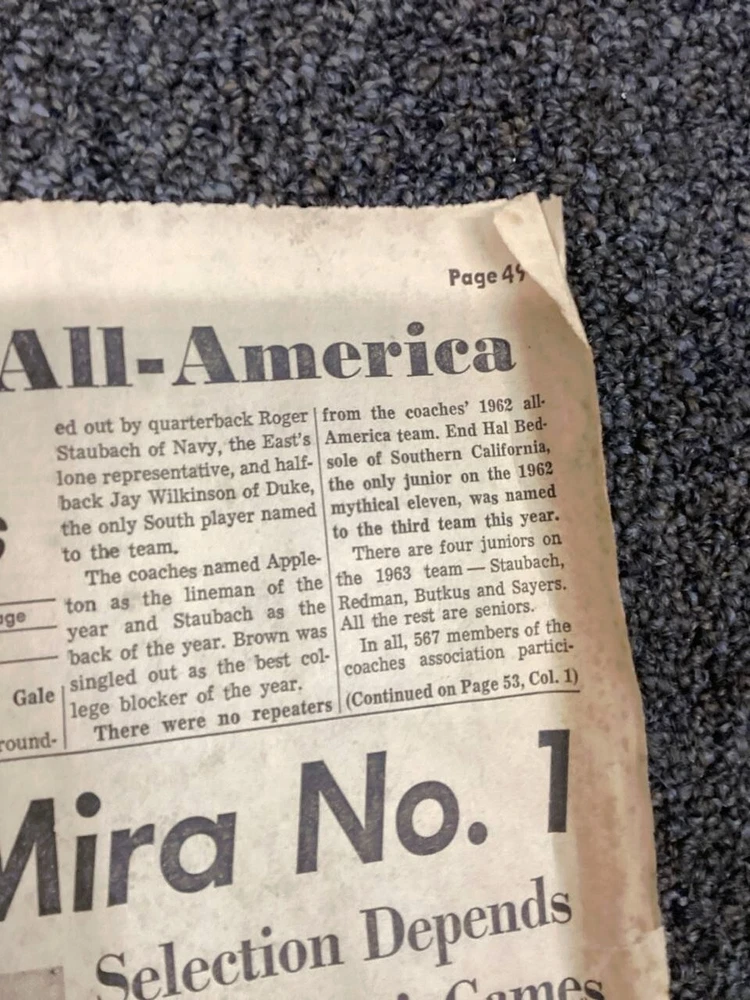 Page 49
All-America
ed out by quarterback Roger
Staubach of Navy, the East's
lone representative, and half-
back Jay Wilkinson of Duke,
the only South player named
to the team.
The coaches named Apple-
ton as the lineman of the
year and Staubach as the
back of the year. Brown was
singled out as the best col-
lege blocker of the year.
There were no repeaters
from the coaches' 1962 all-
America team. End Hal Bed-
sole of Southern California,
the only junior on the 1962
mythical eleven, was named
to the third team this year.
There are four juniors on
the 1963 team — Staubach,
Redman, Butkus and Sayers.
All the rest are seniors.
In all, 567 members of the
coaches association partici-
(Continued on Page 53, Col. 1)
Gale
round-
Mira No. 1
Selection Depends
Games